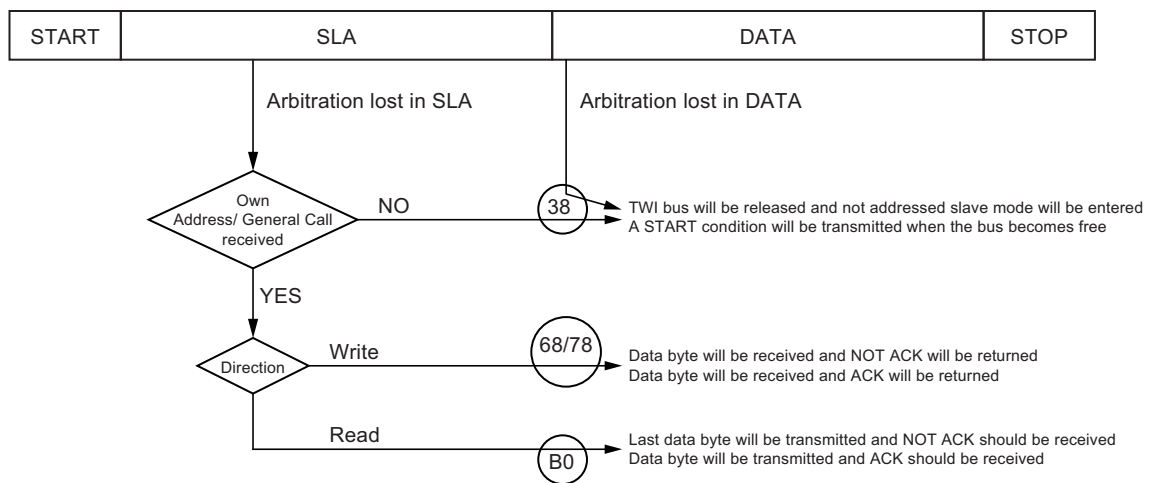 START SLA DATA STOP
Arbitration lost in SLA
Arbitration lost in DATA
Own
Address/ General Call
received
NO
38
TWI bus will be released and not addressed slave mode will be entered
A START condition will be transmitted when the bus becomes free
YES
Direction
Write
68/78
Data byte will be received and NOT ACK will be returned
Data byte will be received and ACK will be returned
Read
B0
Last data byte will be transmitted and NOT ACK should be received
Data byte will be transmitted and ACK should be received